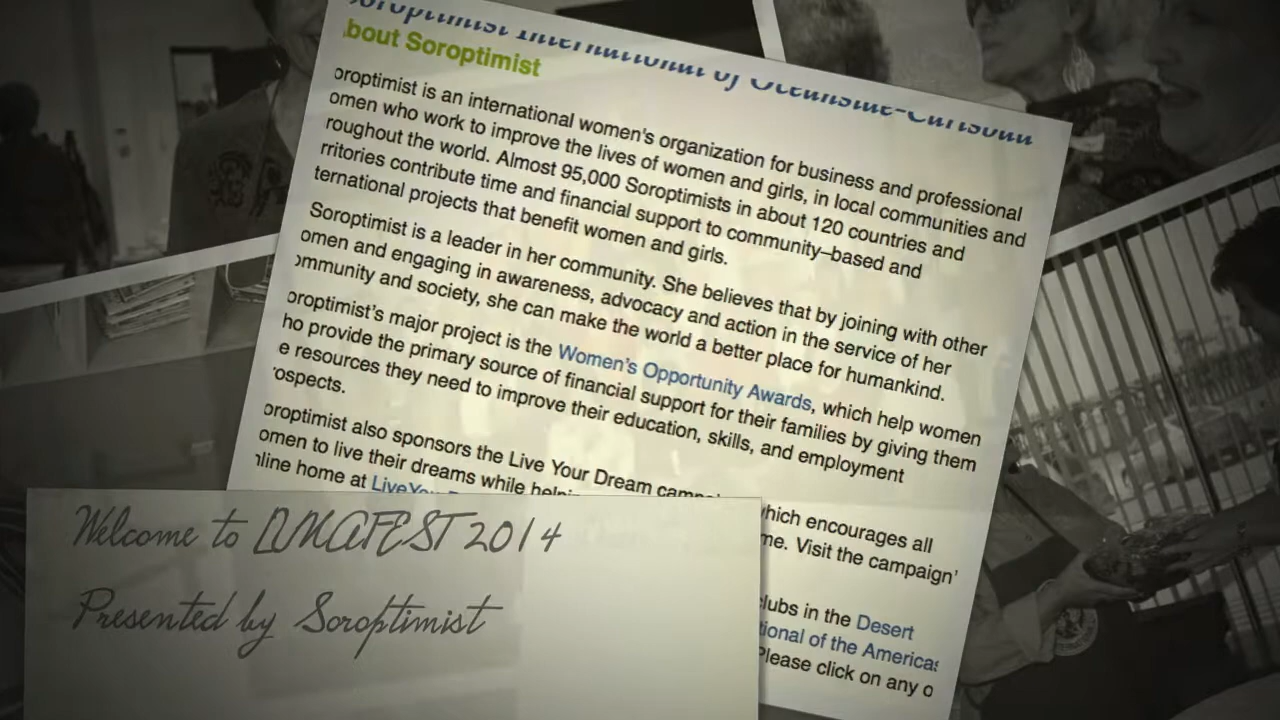 Soroptimist International of Oceanside-Carlsbad
bout Soroptimist
oroptimist is an international women's organization for business and professional
omen who work to improve the lives of women and girls, in local communities and
roughout the world. Almost 95,000 Soroptimists in about 120 countries and
rritories contribute time and financial support to community–based and
ternational projects that benefit women and girls.
Soroptimist is a leader in her community. She believes that by joining with other
omen and engaging in awareness, advocacy and action in the service of her
ommunity and society, she can make the world a better place for humankind.
oroptimist's major project is the Women's Opportunity Awards, which help women
ho provide the primary source of financial support for their families by giving them
e resources they need to improve their education, skills, and employment
rospects.
oroptimist also sponsors the Live Your Dream which encourages all
omen to live their dreams while me. Visit the campaign'
nline home at
clubs in the Desert
tional of the Americas
Please click on any o
Welcome to LUNAFEST 2014
Presented by Soroptimist